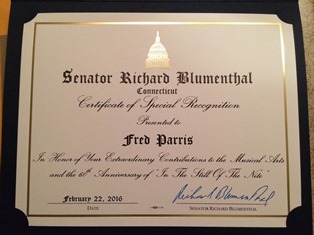 Senator Richard Blumenthal
Connecticut
Certificate of Special Recognition
Presented to
Fred Parris
In Honor of Your Extraordinary Contributions to the Musical Arts
and the 60th Anniversary of "In The Still Of The Nite"
February 22, 2016
DATE
Richard Blumenthal
SENATOR RICHARD BLUMENTHAL